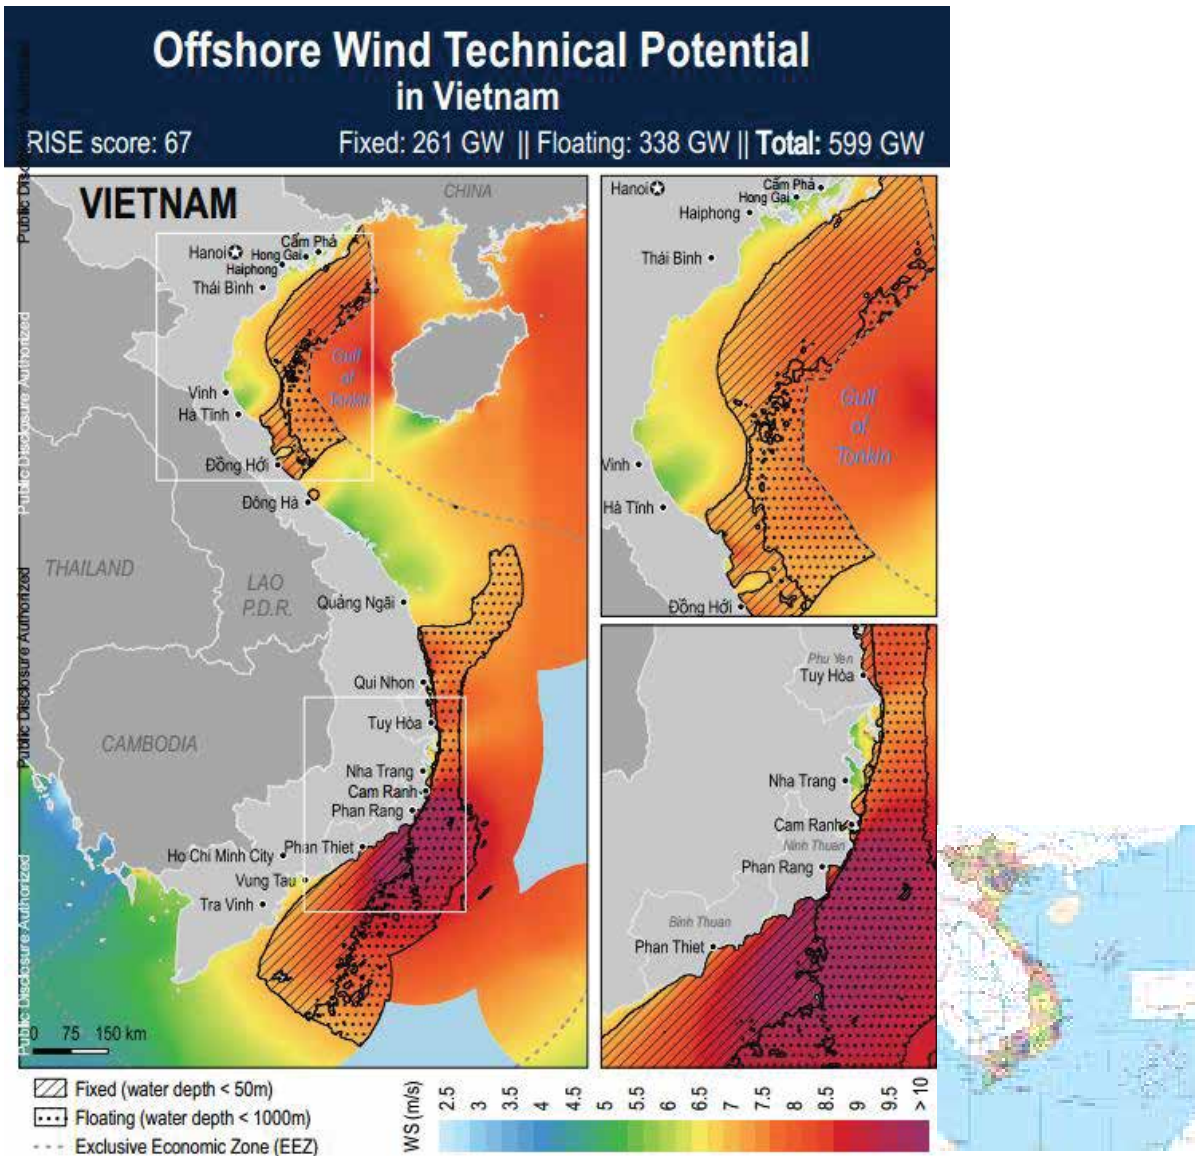 Offshore Wind Technical Potential
in Vietnam
RISE score: 67
Fixed: 261 GW || Floating: 338 GW || Total: 599 GW
Public Disclosure Authorized
Public Disclosure Authorized
Public Disclosure Authorized
Public Disclosure Authorized
VIETNAM
CHINA
Hanoi
Cẩm Phả
Hong Gai
Haiphong
Thái Bình
Gulf
of
Tonkin
Vinh
Hà Tĩnh
Đồng Hới
Đông Hà
THAILAND
LAO
P.D.R.
Quảng Ngãi
Qui Nhon
Tuy Hòa
CAMBODIA
Nha Trang
Cam Ranh
Phan Rang
Phan Thiet
Ho Chí Minh City
Vung Tau
Tra Vinh
0 75 150 km
Hanoi
Cẩm Phả
Hong Gai
Haiphong
Thái Bình
Gulf
of
Tonkin
Vinh
Hà Tĩnh
Đồng Hới
Phu Yen
Tuy Hòa
Nha Trang
Cam Ranh
Ninh Thuan
Phan Rang
Binh Thuan
Phan Thiet
Fixed (water depth < 50m)
Floating (water depth < 1000m)
Exclusive Economic Zone (EEZ)
WS (m/s)
2.5 3 3.5 4 4.5 5 5.5 6 6.5 7 7.5 8 8.5 9 9.5 > 10